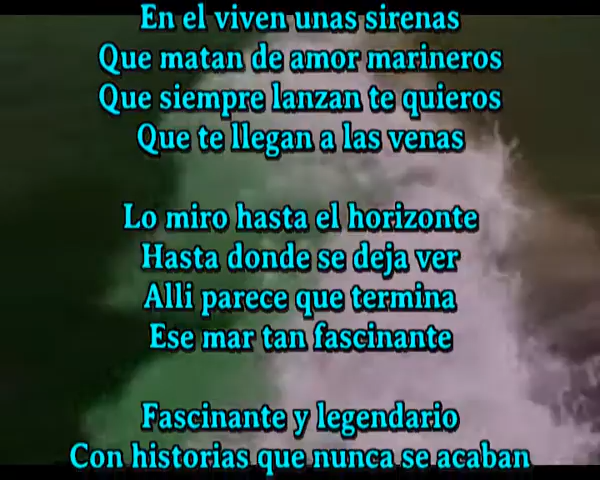 En el viven unas sirenas
Que matan de amor marineros
Que siempre lanzan te quieros
Que te llegan a las venas
Lo miro hasta el horizonte
Hasta donde se deja ver
Alli parece que termina
Ese mar tan fascinante
Fascinante y legendario
Con historias que nunca se acaban